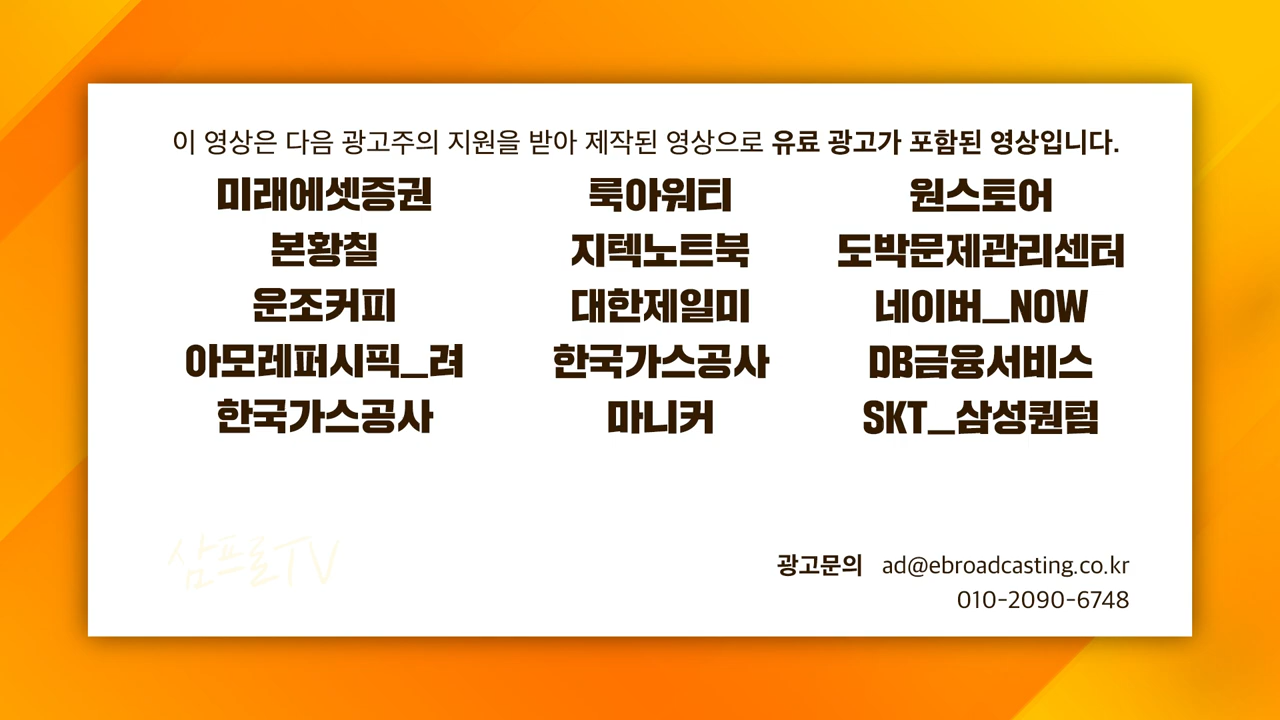 이 영상은 다음 광고주의 지원을 받아 제작된 영상으로 유료 광고가 포함된 영상입니다.
미래에셋증권 룩아워티 원스토어
본황칠 지텍노트북 도박문제관리센터
운조커피 대한제일미 네이버_NOW
아모레퍼시픽_려 한국가스공사 DB금융서비스
한국가스공사 마니커 SKT_삼성퀀텀
삼프로TV
광고문의 ad@ebroadcasting.co.kr
010-2090-6748